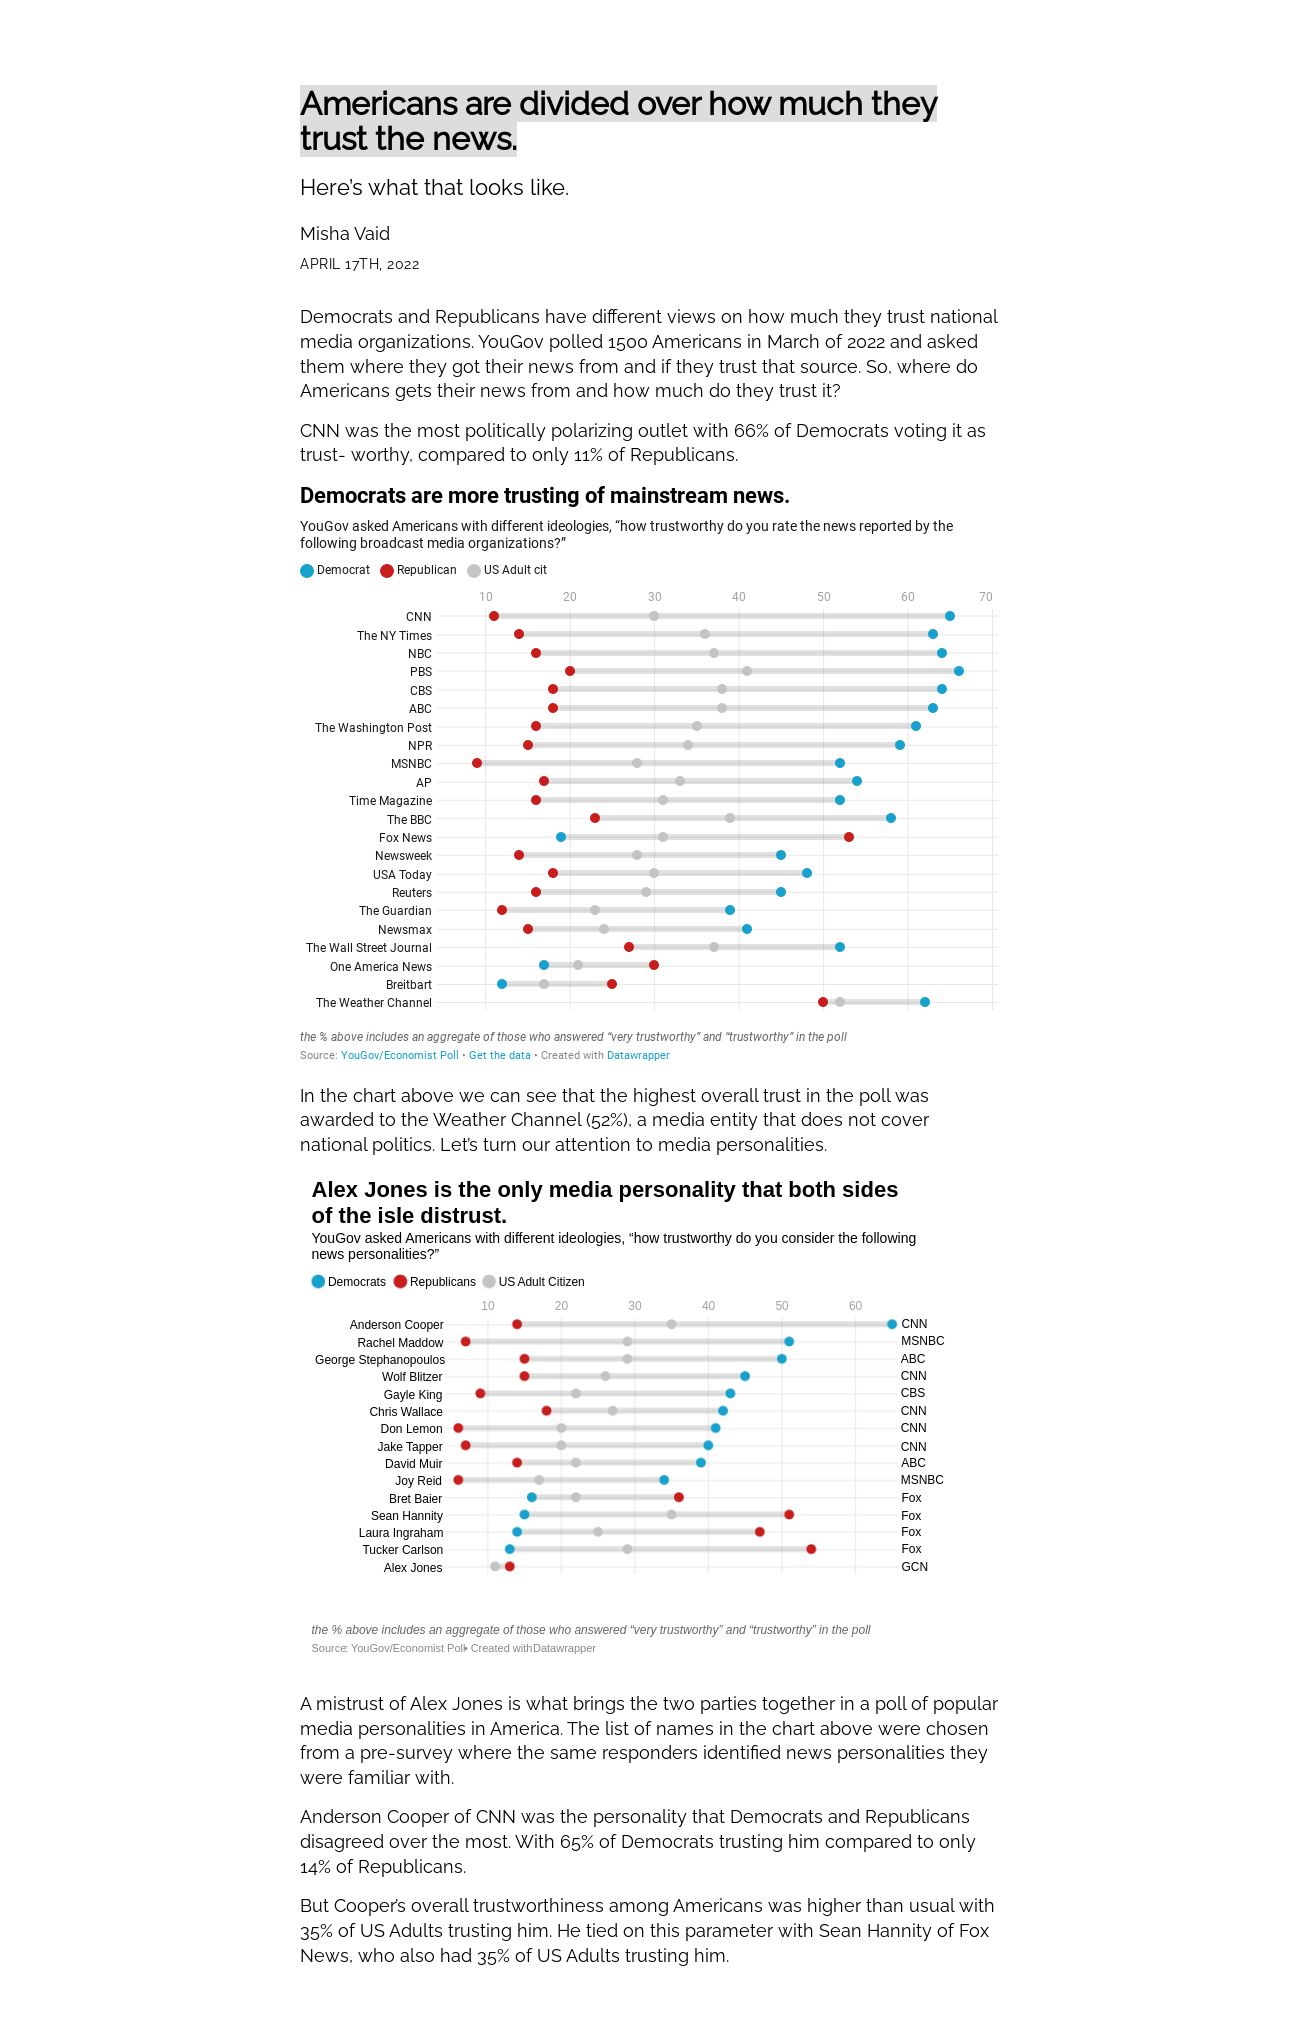 Americans are divided over how much they
trust the news.
Here’s what that looks like.
Misha Vaid
APRIL 17TH, 2022
Democrats and Republicans have different views on how much they trust national
media organizations. YouGov polled 1500 Americans in March of 2022 and asked
them where they got their news from and if they trust that source. So, where do
Americans gets their news from and how much do they trust it?
CNN was the most politically polarizing outlet with 66% of Democrats voting it as
trust- worthy, compared to only 11% of Republicans.
Democrats are more trusting of mainstream news.
YouGov asked Americans with different ideologies, “how trustworthy do you rate the news reported by the
following broadcast media organizations?”
Democrat Republican US Adult cit
10 20 30 40 50 60 70
CNN
The NY Times
NBC
PBS
CBS
ABC
The Washington Post
NPR
MSNBC
AP
Time Magazine
The BBC
Fox News
Newsweek
USA Today
Reuters
The Guardian
Newsmax
The Wall Street Journal
One America News
Breitbart
The Weather Channel
the % above includes an aggregate of those who answered “very trustworthy” and “trustworthy” in the poll
Source: YouGov/Economist Poll • Get the data • Created with Datawrapper
In the chart above we can see that the highest overall trust in the poll was
awarded to the Weather Channel (52%), a media entity that does not cover
national politics. Let’s turn our attention to media personalities.
Alex Jones is the only media personality that both sides
of the isle distrust.
YouGov asked Americans with different ideologies, “how trustworthy do you consider the following
news personalities?”
Democrats Republicans US Adult Citizen
10 20 30 40 50 60
Anderson Cooper CNN
Rachel Maddow MSNBC
George Stephanopoulos ABC
Wolf Blitzer CNN
Gayle King CBS
Chris Wallace CNN
Don Lemon CNN
Jake Tapper CNN
David Muir ABC
Joy Reid MSNBC
Bret Baier Fox
Sean Hannity Fox
Laura Ingraham Fox
Tucker Carlson Fox
Alex Jones GCN
the % above includes an aggregate of those who answered “very trustworthy” and “trustworthy” in the poll
Source: YouGov/Economist Poll• Created withDatawrapper
A mistrust of Alex Jones is what brings the two parties together in a poll of popular
media personalities in America. The list of names in the chart above were chosen
from a pre-survey where the same responders identified news personalities they
were familiar with.
Anderson Cooper of CNN was the personality that Democrats and Republicans
disagreed over the most. With 65% of Democrats trusting him compared to only
14% of Republicans.
But Cooper’s overall trustworthiness among Americans was higher than usual with
35% of US Adults trusting him. He tied on this parameter with Sean Hannity of Fox
News, who also had 35% of US Adults trusting him.